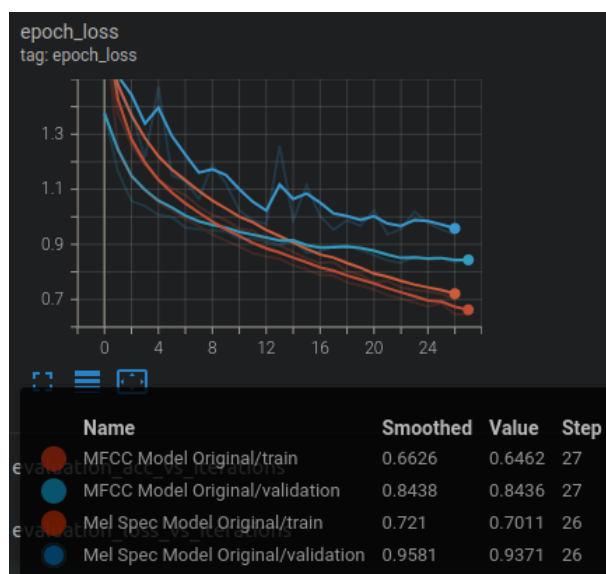 epoch_loss
tag: epoch_loss
1.3
1.1
0.9
0.7
0 4 8 12 16 20 24
Name Smoothed Value Step
MFCC Model Original/train 0.6626 0.6462 27
evaluation_acc_vs_iterations
MFCC Model Original/validation 0.8438 0.8436 27
Mel Spec Model Original/train 0.721 0.7011 26
evaluation_loss_vs_iterations
Mel Spec Model Original/validation 0.9581 0.9371 26